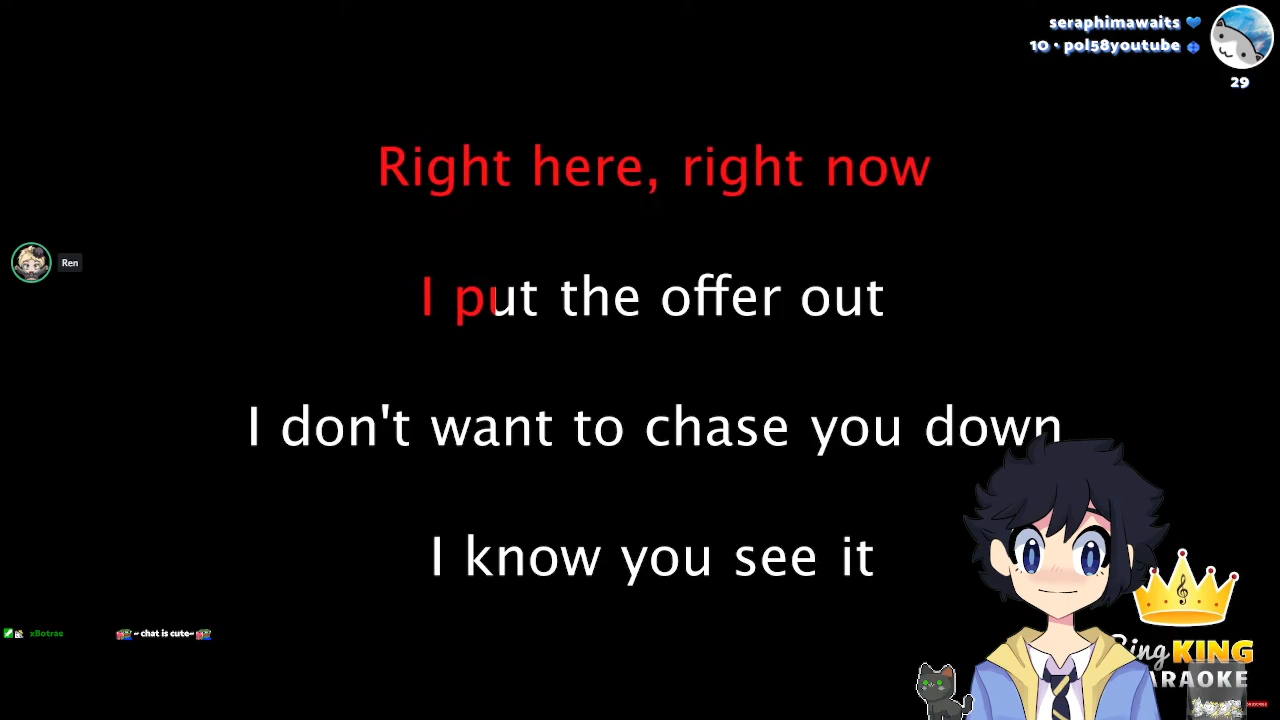 seraphimawaits
10 • pol58youtube
29
Right here, right now
I put the offer out
Ren
I don't want to chase you down
I know you see it
xBotrae ~ chat is cute~
Sing KING
KARAOKE